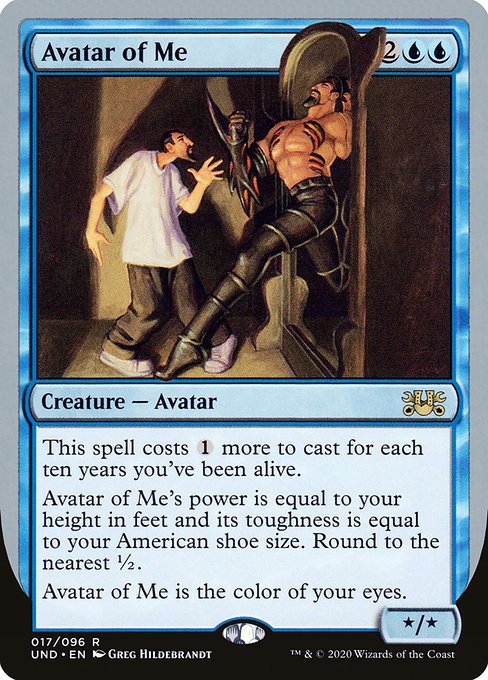 Avatar of Me 2
Creature — Avatar
This spell costs 1 more to cast for each
ten years you've been alive.
Avatar of Me's power is equal to your
height in feet and its toughness is equal
to your American shoe size. Round to the
nearest ½.
Avatar of Me is the color of your eyes.
*/*
017/096 R
UND • EN Greg Hildebrandt
™ & © 2020 Wizards of the Coast